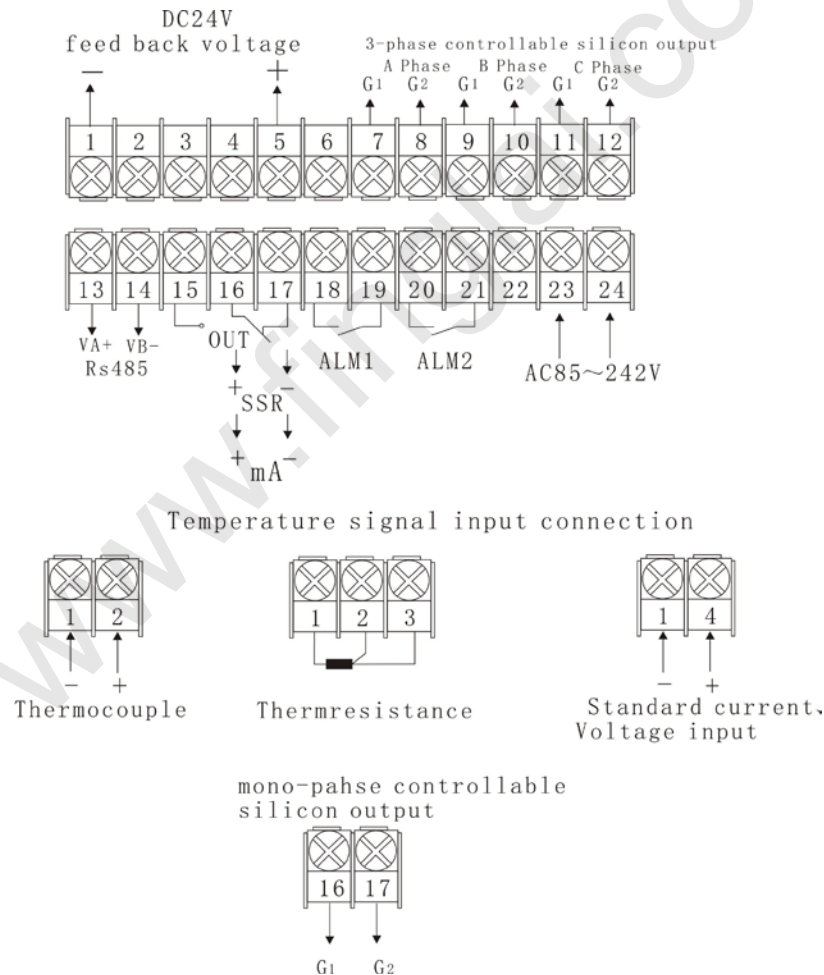 DC24V
feed back voltage
3-phase controllable silicon output
A Phase B Phase C Phase
G1 G2 G1 G2 G1 G2
− +
1 2 3 4 5 6 7 8 9 10 11 12
13 14 15 16 17 18 19 20 21 22 23 24
VA+ VB-
Rs485
OUT
ALM1
ALM2
AC85~242V
+ −
SSR
+ −
mA
Temperature signal input connection
1 2
− +
Thermocouple
1 2 3
Thermresistance
1 4
− +
Standard current、
Voltage input
mono-pahse controllable
silicon output
16 17
G1 G2